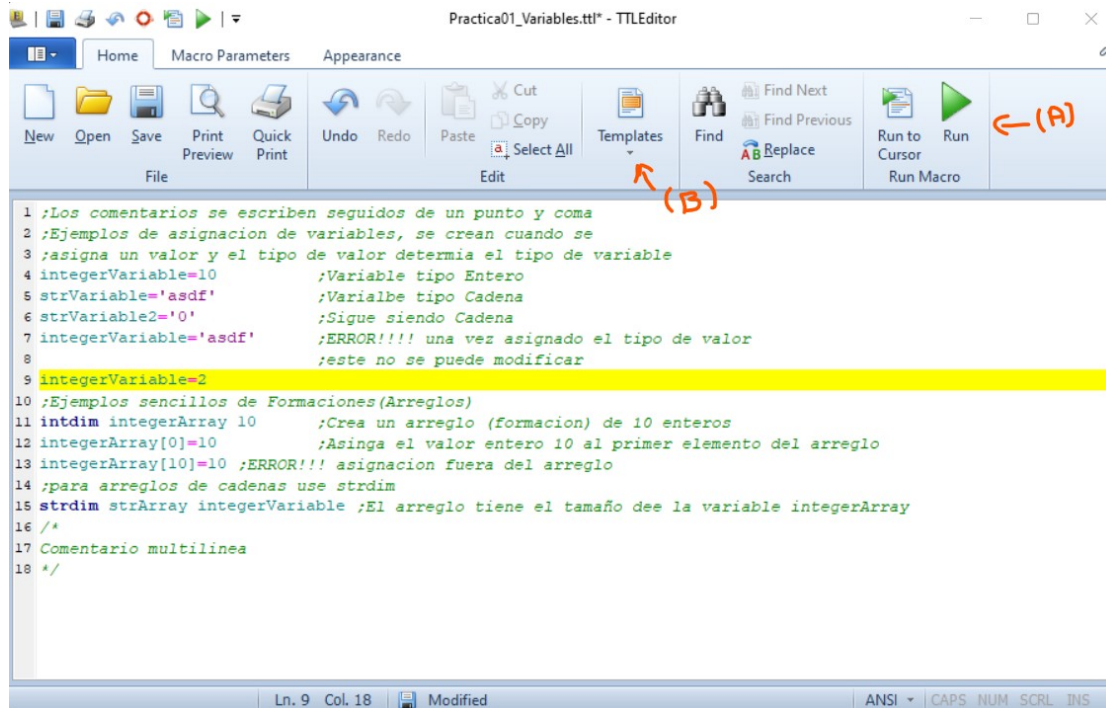 Practica01_Variables.ttl* - TTLEditor
Home Macro Parameters Appearance
New Open Save Print Preview Quick Print
File
Undo Redo Paste Cut Copy Select All Templates
Edit
Find Find Next Find Previous Replace
Search
Run to Cursor Run
Run Macro
←(A)
(B)
1 ;Los comentarios se escriben seguidos de un punto y coma
2 ;Ejemplos de asignacion de variables, se crean cuando se
3 ;asigna un valor y el tipo de valor determia el tipo de variable
4 integerVariable=10 ;Variable tipo Entero
5 strVariable='asdf' ;Varialbe tipo Cadena
6 strVariable2='0' ;Sigue siendo Cadena
7 integerVariable='asdf' ;ERROR!!!! una vez asignado el tipo de valor
8 ;este no se puede modificar
9 integerVariable=2
10 ;Ejemplos sencillos de Formaciones(Arreglos)
11 intdim integerArray 10 ;Crea un arreglo (formacion) de 10 enteros
12 integerArray[0]=10 ;Asinga el valor entero 10 al primer elemento del arreglo
13 integerArray[10]=10 ;ERROR!!! asignacion fuera del arreglo
14 ;para arreglos de cadenas use strdim
15 strdim strArray integerVariable ;El arreglo tiene el tamaño dee la variable integerArray
16 /*
17 Comentario multilinea
18 */
Ln. 9 Col. 18 Modified ANSI CAPS NUM SCRL INS